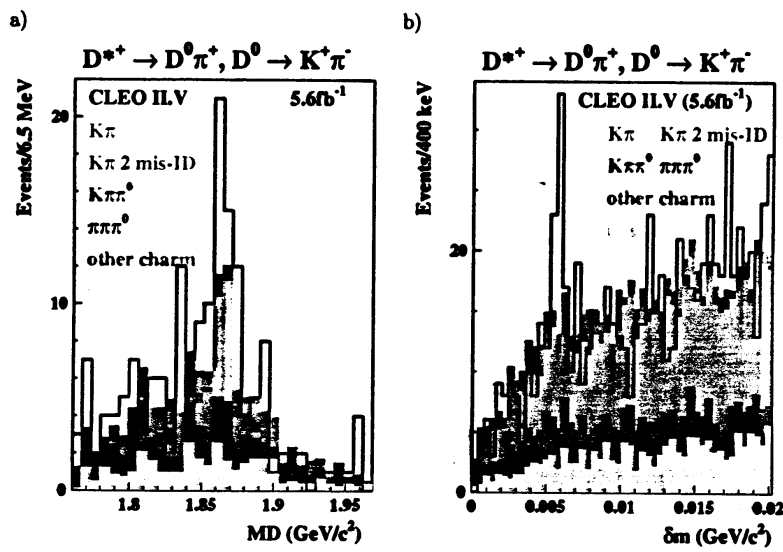 a)
D*⁺ → D⁰π⁺, D⁰ → K⁺π⁻
Events/6.5 MeV
CLEO II.V 5.6fb⁻¹
Kπ
Kπ 2 mis-ID
Kππ⁰
πππ⁰
other charm
20
10
0
1.8 1.85 1.9 1.95
MD (GeV/c²)
b)
D*⁺ → D⁰π⁺, D⁰ → K⁺π⁻
Events/400 keV
CLEO II.V (5.6fb⁻¹)
Kπ Kπ 2 mis-ID
Kππ⁰ πππ⁰
other charm
20
0
0 0.005 0.01 0.015 0.02
δm (GeV/c²)